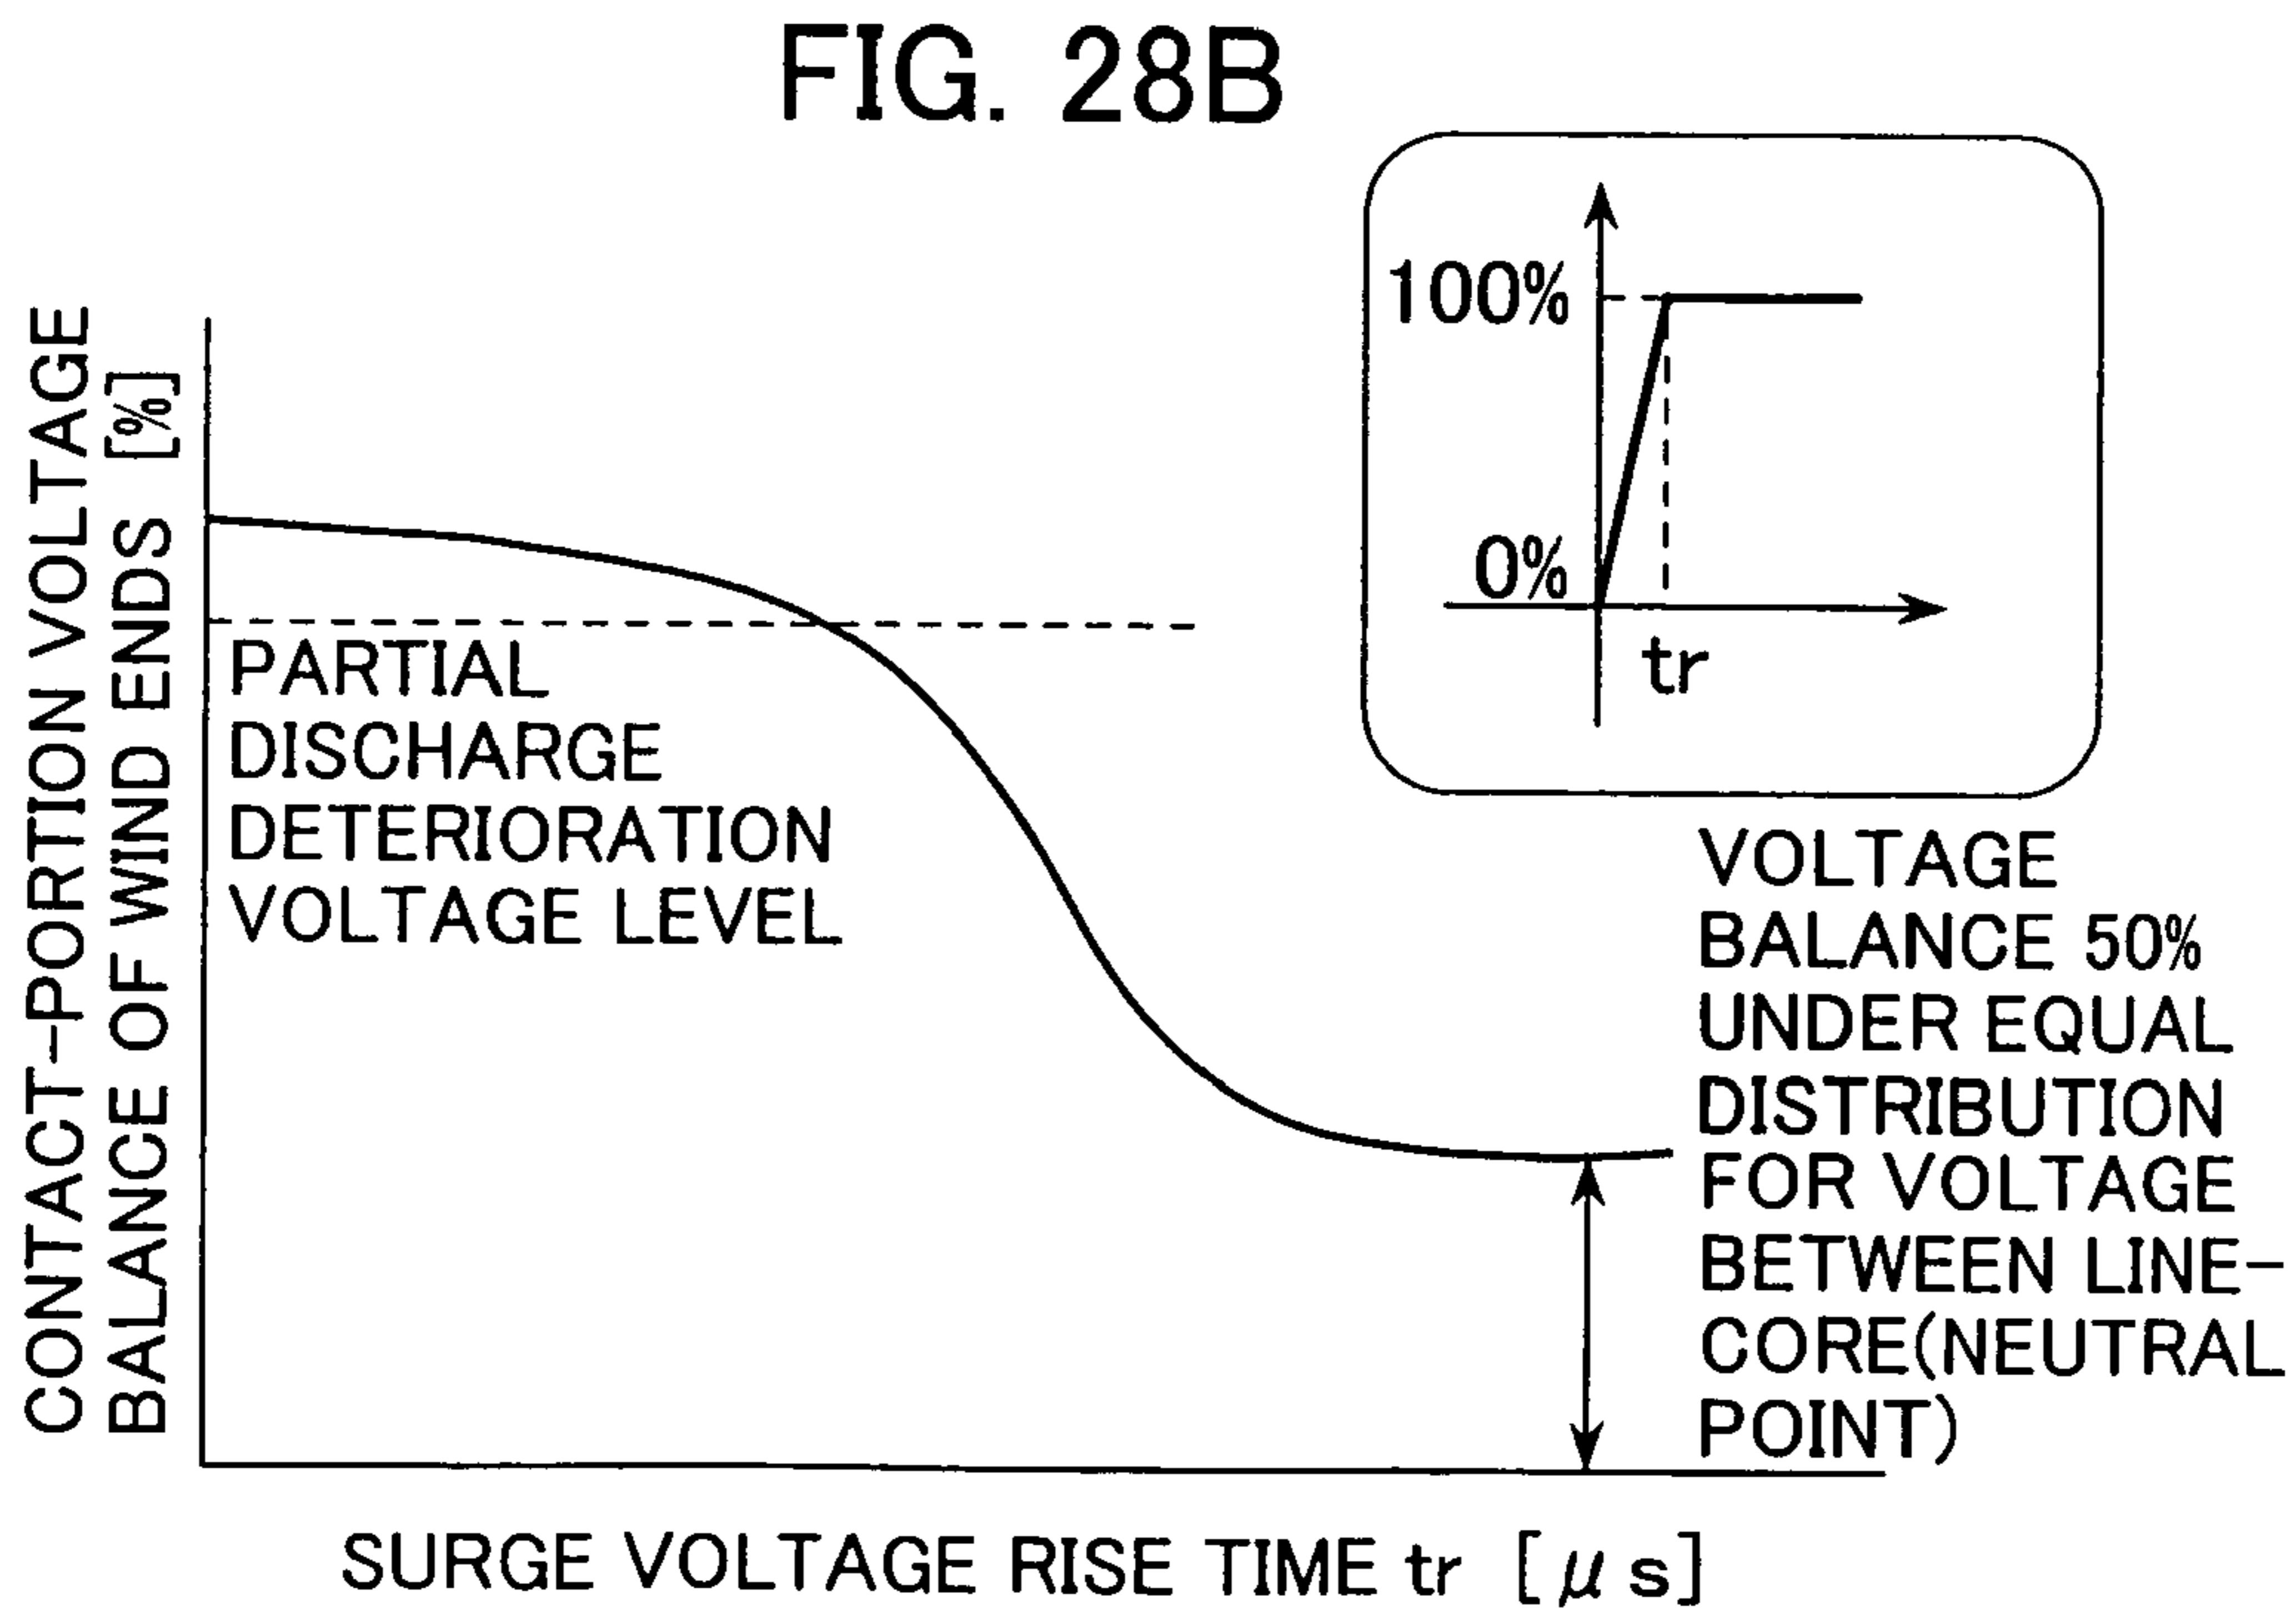 FIG. 28B
CONTACT-PORTION VOLTAGE
BALANCE OF WIND ENDS [%]
100%
0%
tr
PARTIAL
DISCHARGE
DETERIORATION
VOLTAGE LEVEL
VOLTAGE
BALANCE 50%
UNDER EQUAL
DISTRIBUTION
FOR VOLTAGE
BETWEEN LINE-
CORE(NEUTRAL
POINT)
SURGE VOLTAGE RISE TIME tr [μs]